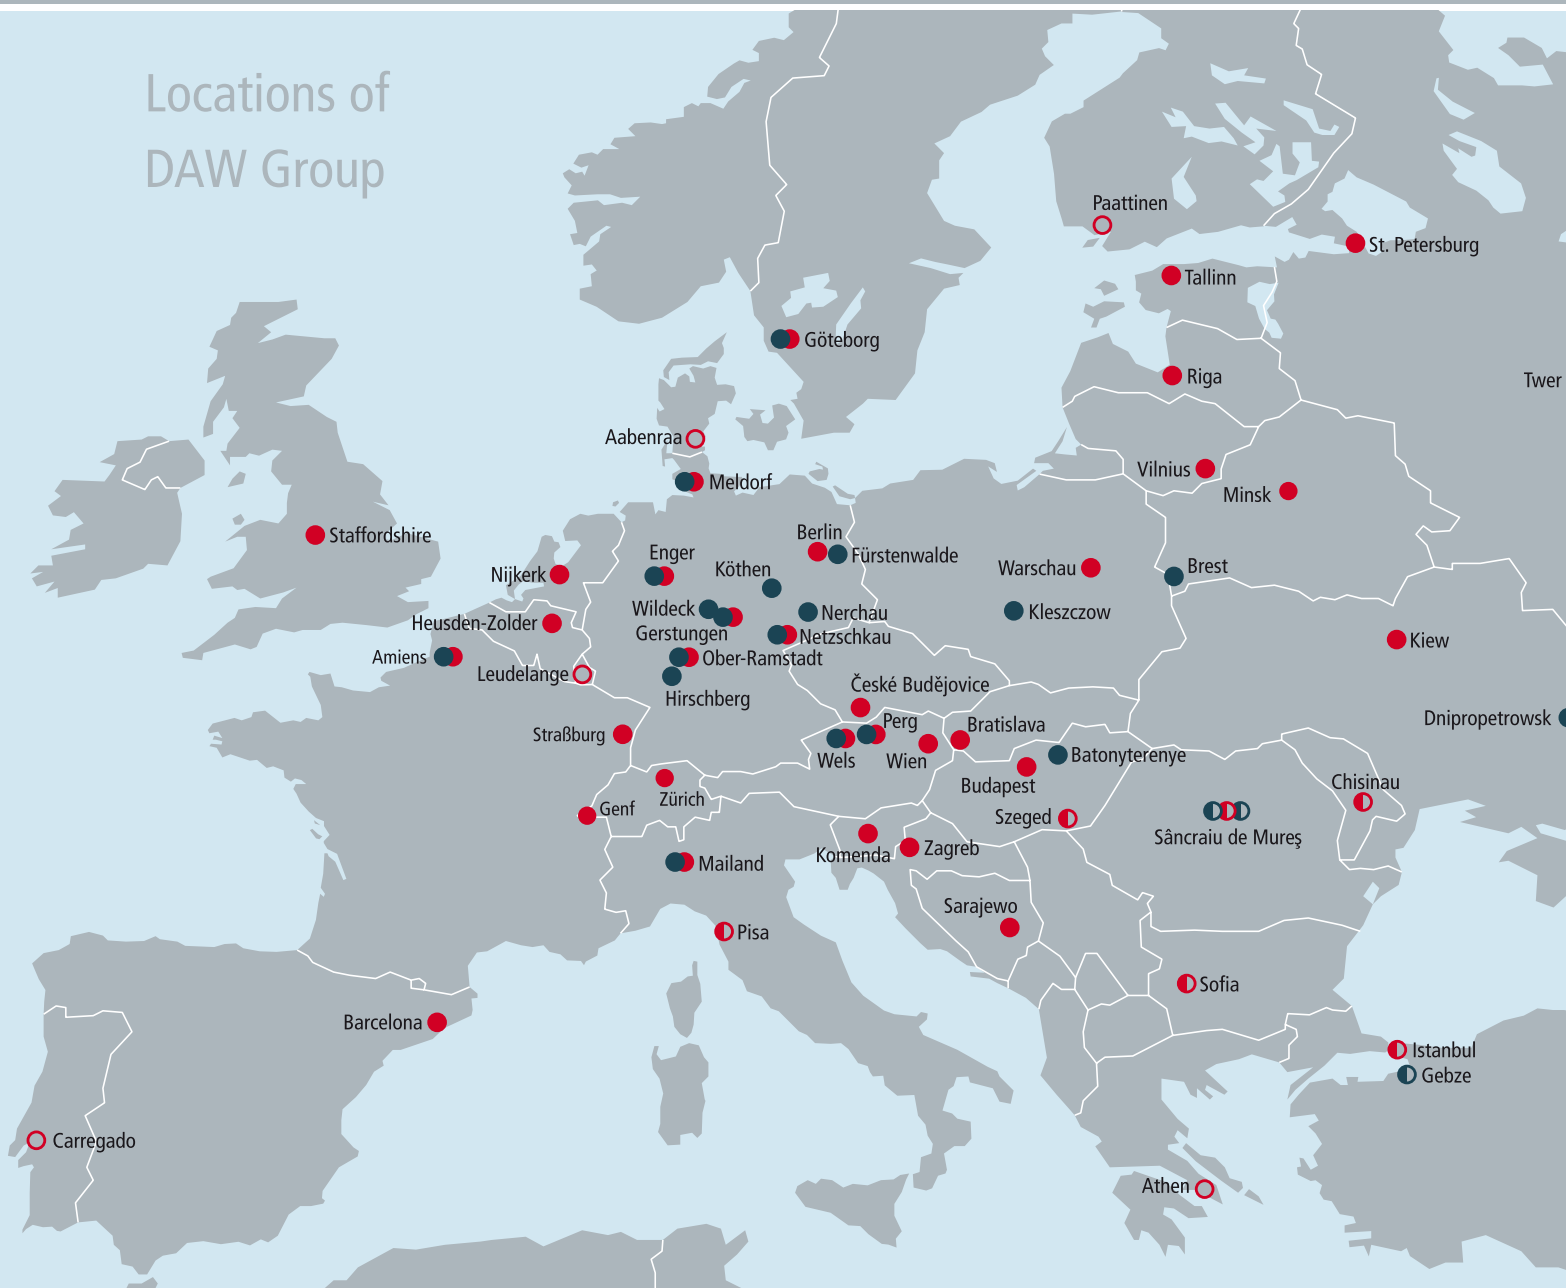 Locations of
DAW Group
Paattinen
St. Petersburg
Tallinn
Göteborg
Riga
Twer
Aabenraa
Vilnius
Meldorf
Minsk
Staffordshire
Berlin
Enger
Fürstenwalde
Köthen
Warschau
Brest
Nijkerk
Wildeck
Nerchau
Kleszczow
Heusden-Zolder
Gerstungen
Netzschkau
Kiew
Amiens
Ober-Ramstadt
Leudelange
Hirschberg
České Budějovice
Dnipropetrowsk
Perg
Bratislava
Straßburg
Wels
Wien
Batonyterenye
Budapest
Chisinau
Zürich
Genf
Szeged
Sâncraiu de Mureş
Komenda
Zagreb
Mailand
Sarajewo
Pisa
Sofia
Barcelona
Istanbul
Gebze
Carregado
Athen